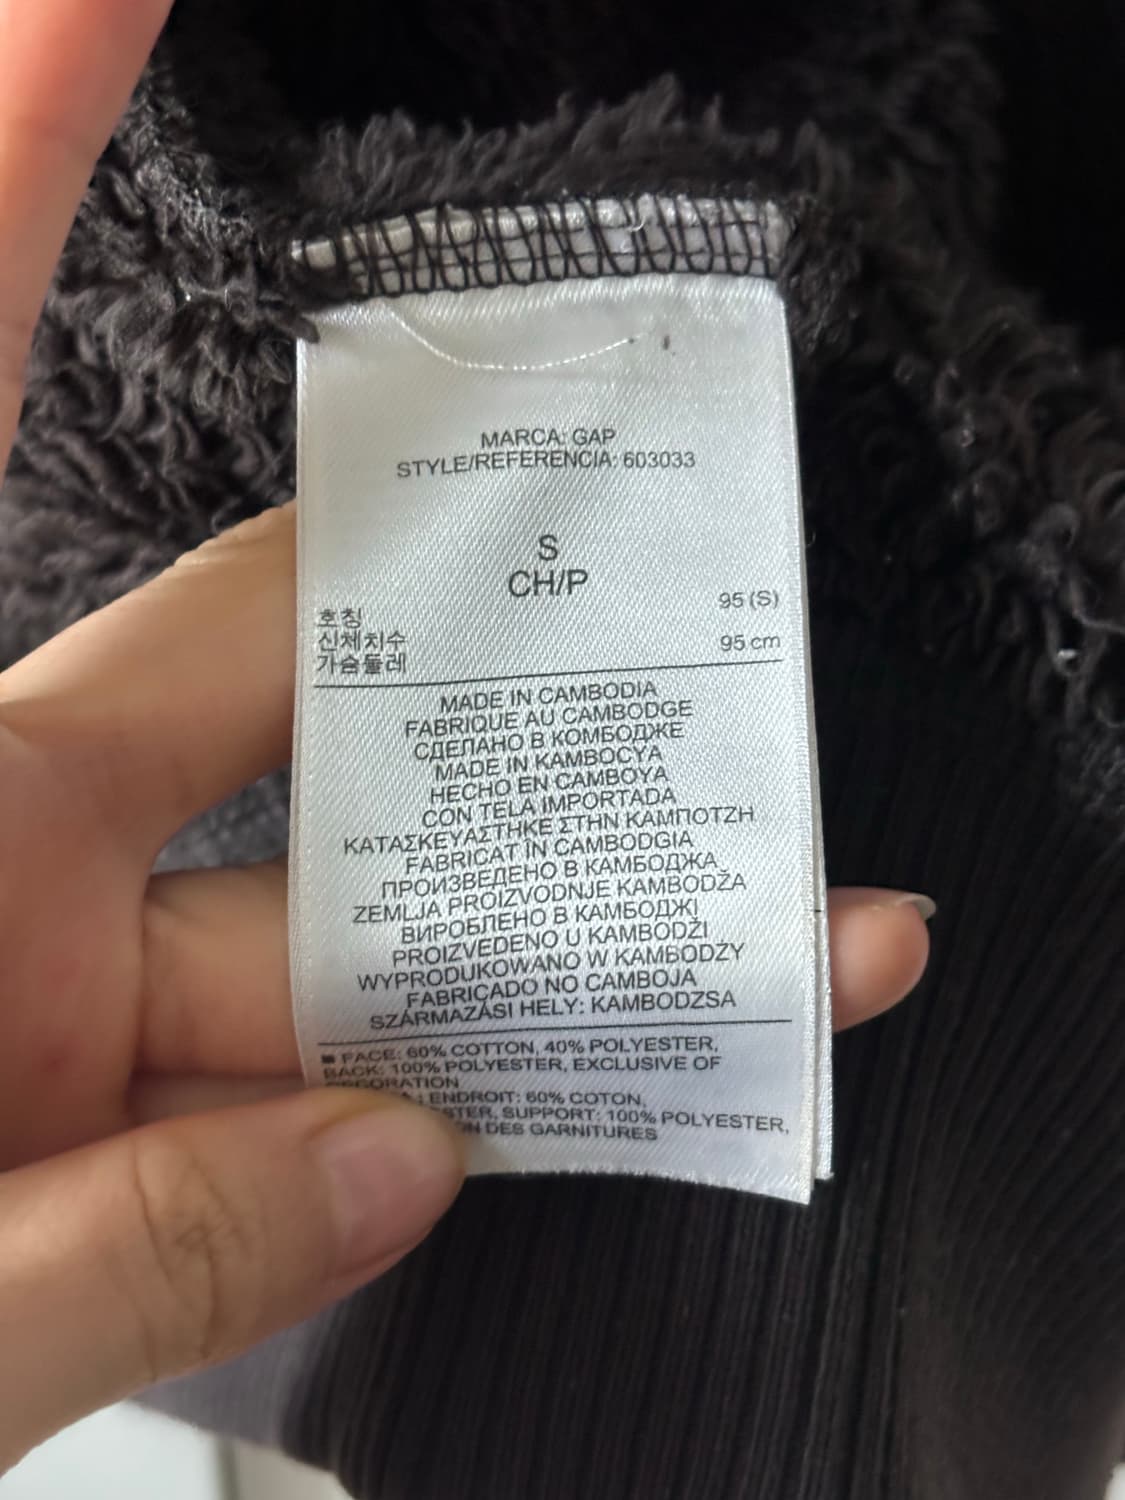 MARCA: GAP
STYLE/REFERENCIA: 603033
S
CH/P
호칭 95 (S)
신체치수
가슴둘레 95 cm
MADE IN CAMBODIA
FABRIQUE AU CAMBODGE
СДЕЛАНО В КОМБОДЖЕ
MADE IN KAMBOCYA
HECHO EN CAMBOYA
CON TELA IMPORTADA
ΚΑΤΑΣΚΕΥΑΣΤΗΚΕ ΣΤΗΝ ΚΑΜΠΟΤΖΗ
FABRICAT ÎN CAMBODGIA
ПРОИЗВЕДЕНО В КАМБОДЖА
ZEMLJA PROIZVODNJE KAMBODŽA
ВИРОБЛЕНО В КАМБОДЖІ
PROIZVEDENO U KAMBODŽI
WYPRODUKOWANO W KAMBODŻY
FABRICADO NO CAMBOJA
SZÁRMAZÁSI HELY: KAMBODZSA
■ FACE: 60% COTTON, 40% POLYESTER,
BACK: 100% POLYESTER, EXCLUSIVE OF
DECORATION
ENDROIT: 60% COTON,
SUPPORT: 100% POLYESTER,
DES GARNITURES